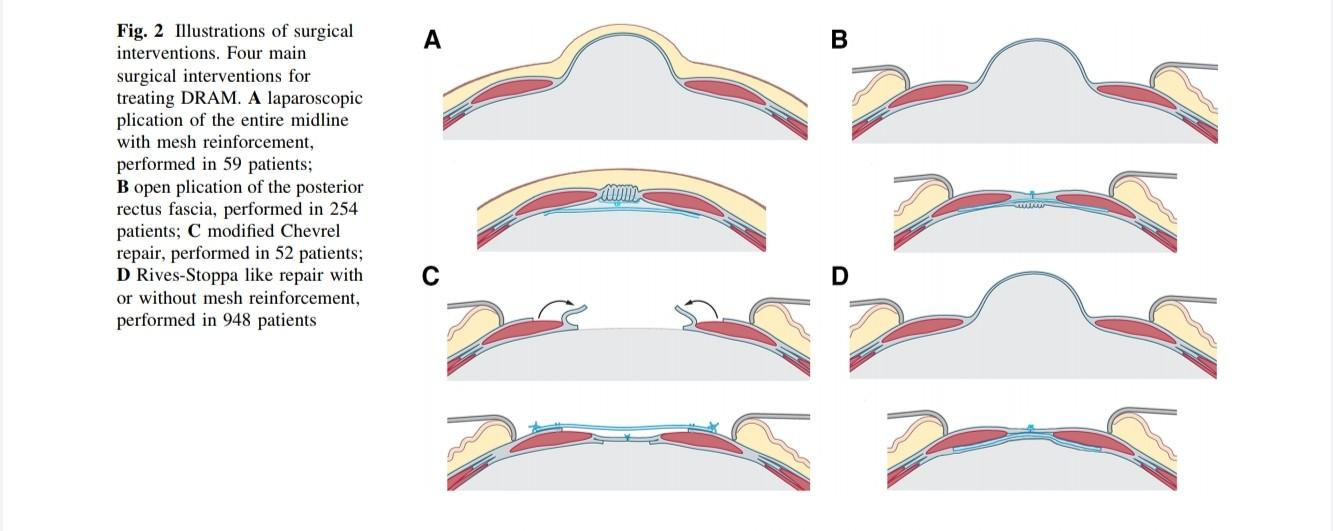 Fig. 2 Illustrations of surgical
interventions. Four main
surgical interventions for
treating DRAM. A laparoscopic
plication of the entire midline
with mesh reinforcement,
performed in 59 patients;
B open plication of the posterior
rectus fascia, performed in 254
patients; C modified Chevrel
repair, performed in 52 patients;
D Rives-Stoppa like repair with
or without mesh reinforcement,
performed in 948 patients
A
B
C
D